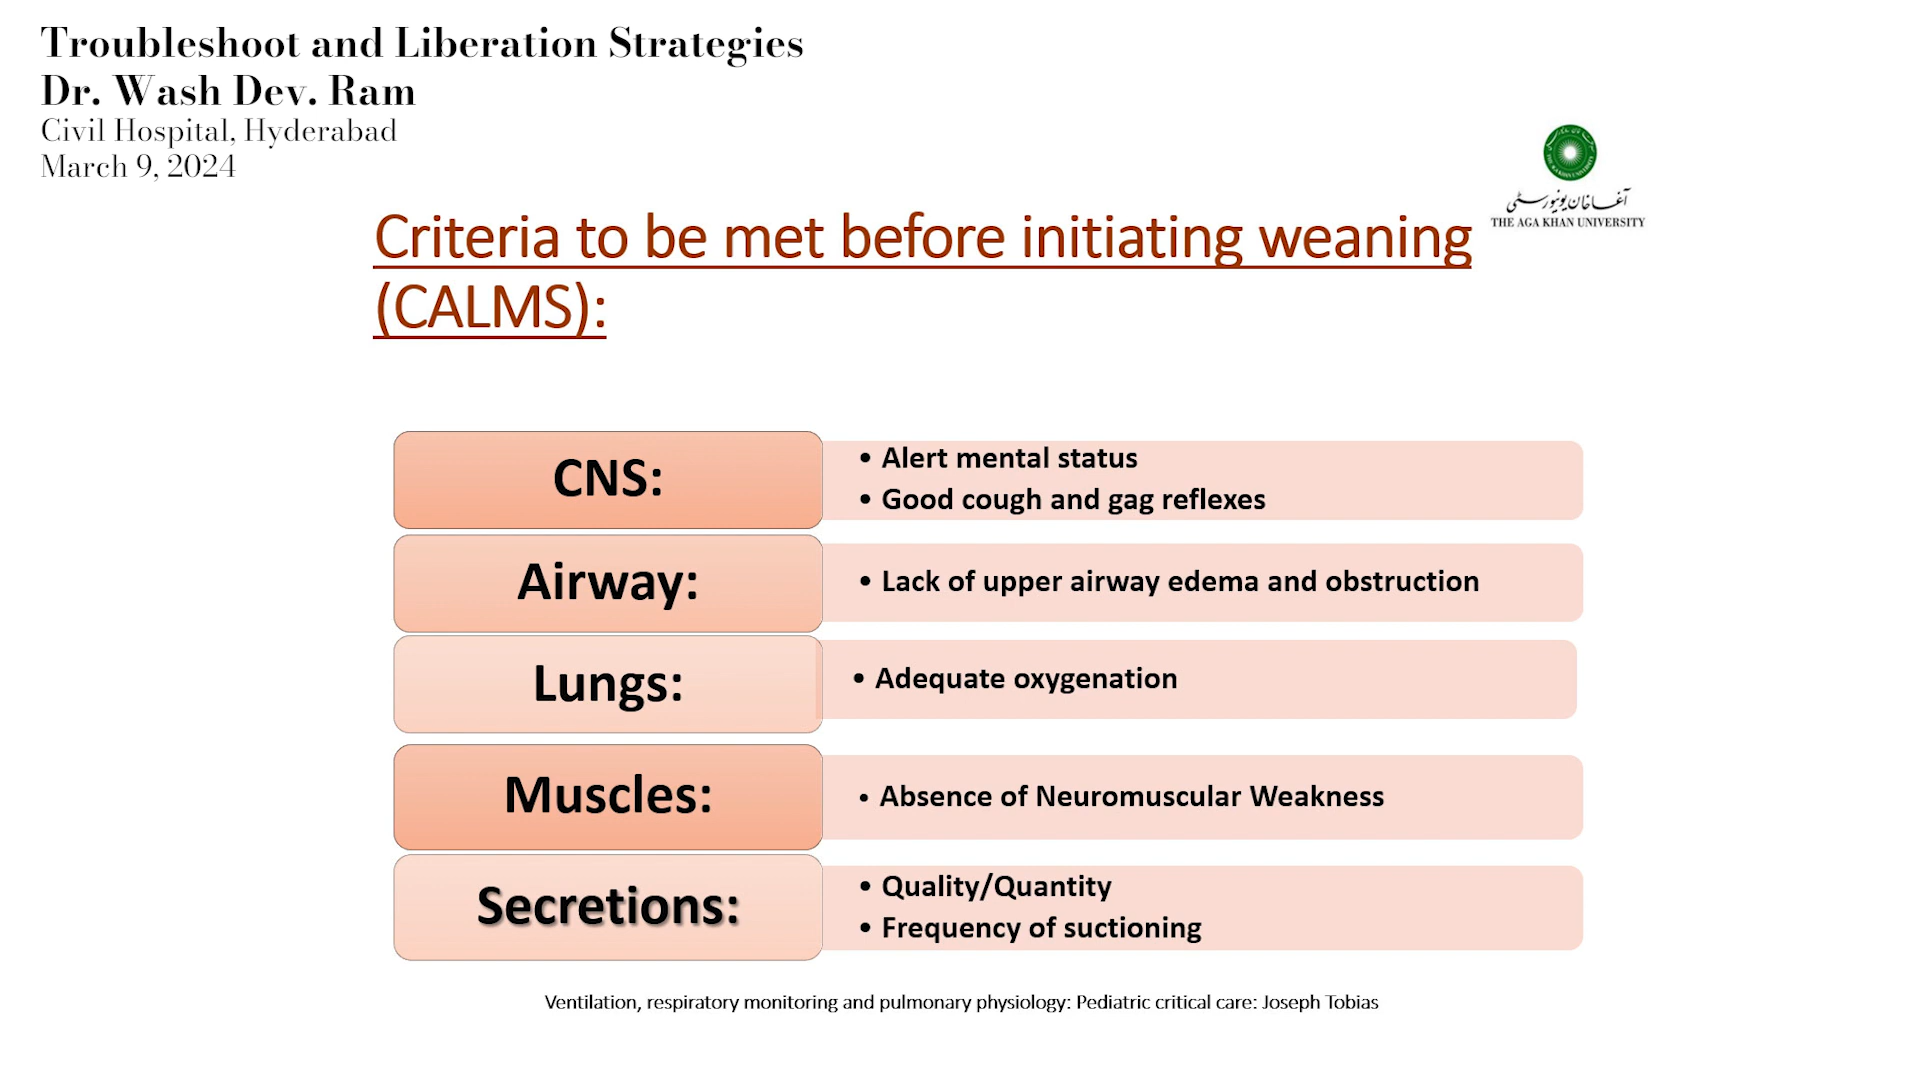 Troubleshoot and Liberation Strategies
Dr. Wash Dev. Ram
Civil Hospital, Hyderabad
March 9, 2024
آغا خان یونیورسٹی
THE AGA KHAN UNIVERSITY
Criteria to be met before initiating weaning
(CALMS):
CNS:
• Alert mental status
• Good cough and gag reflexes
Airway:
• Lack of upper airway edema and obstruction
Lungs:
• Adequate oxygenation
Muscles:
• Absence of Neuromuscular Weakness
Secretions:
• Quality/Quantity
• Frequency of suctioning
Ventilation, respiratory monitoring and pulmonary physiology: Pediatric critical care: Joseph Tobias